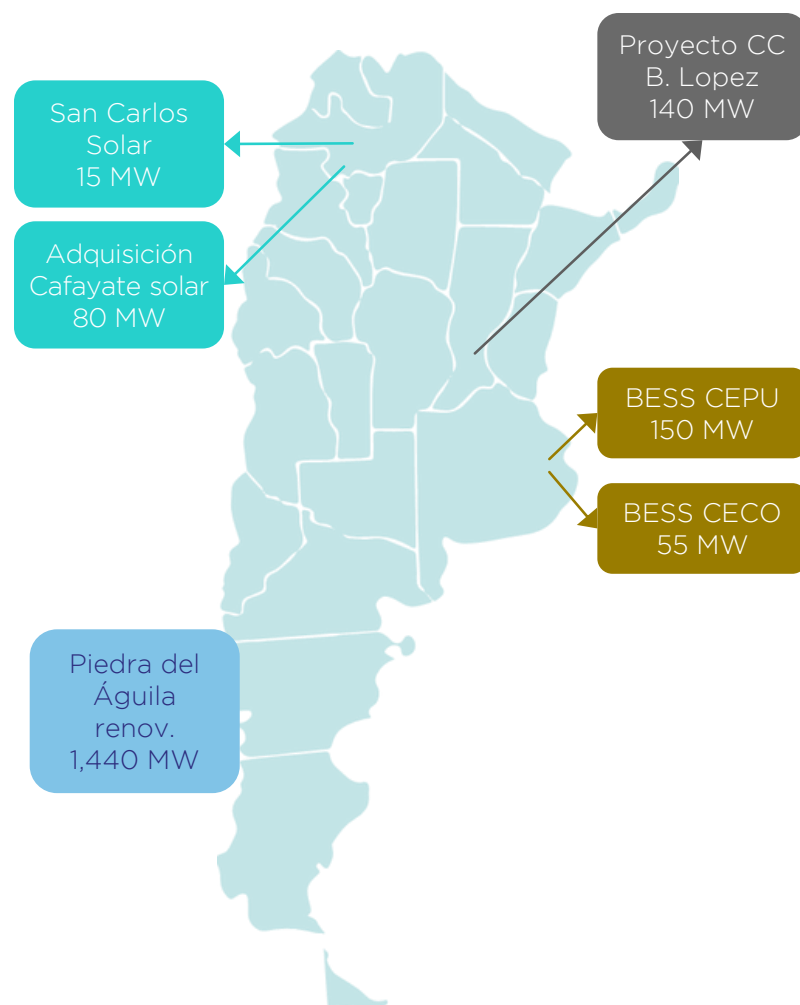 San Carlos
Solar
15 MW
Adquisición
Cafayate solar
80 MW
Proyecto CC
B. Lopez
140 MW
BESS CEPU
150 MW
BESS CECO
55 MW
Piedra del
Águila
renov.
1,440 MW